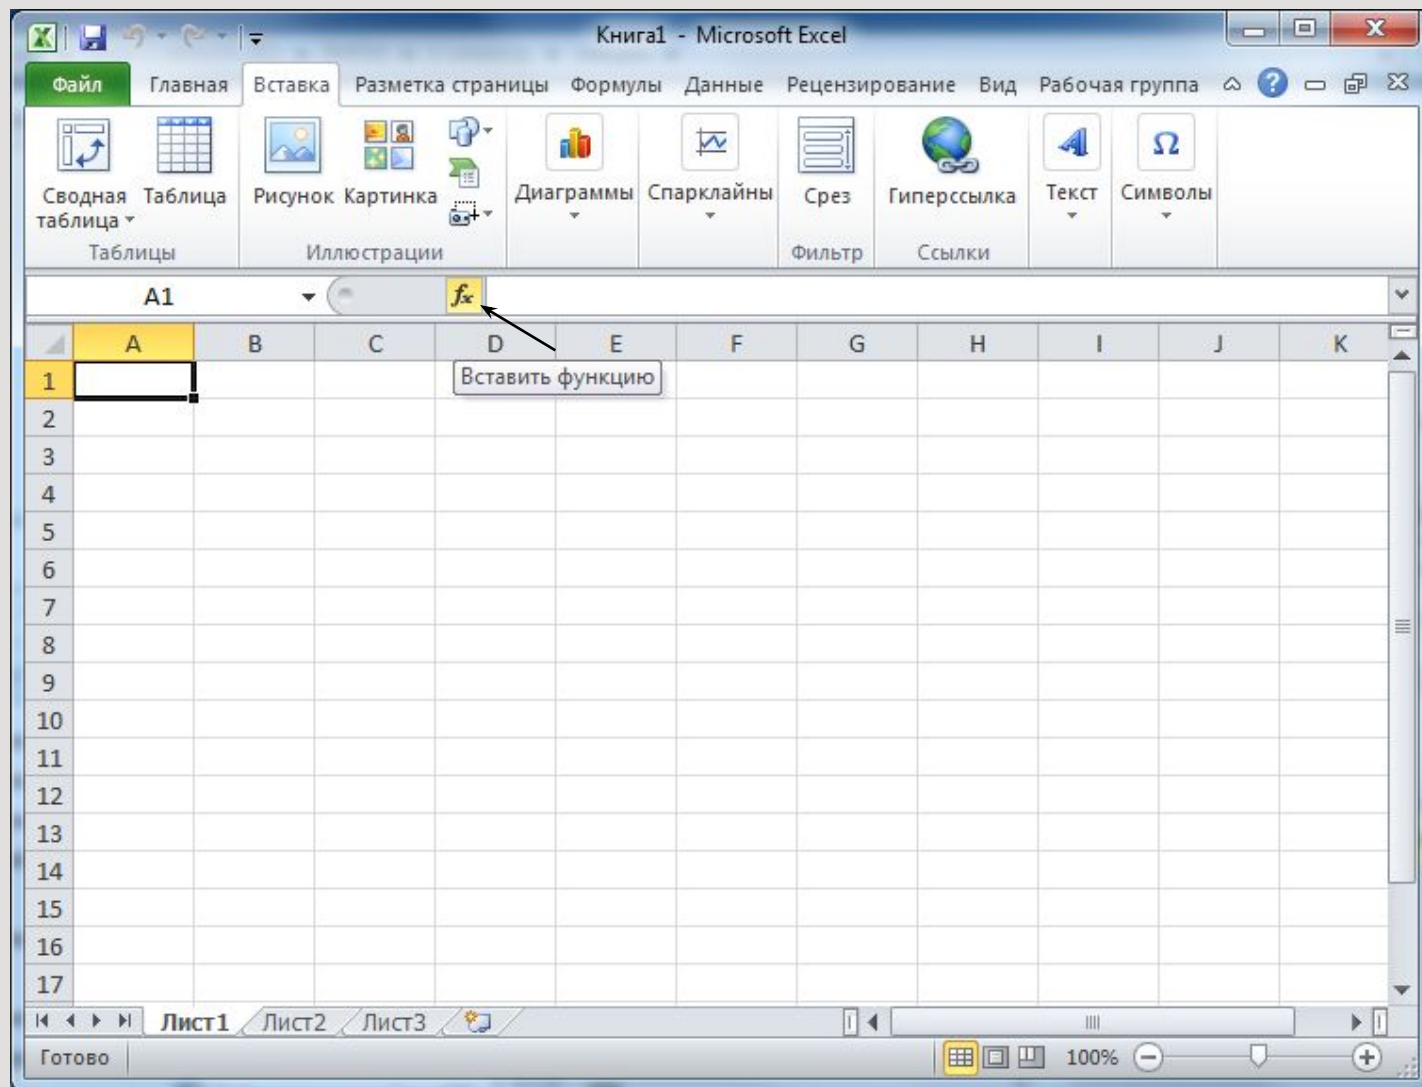 Книга1 - Microsoft Excel
Файл Главная Вставка Разметка страницы Формулы Данные Рецензирование Вид Рабочая группа
Сводная таблица
Таблица
Рисунок Картинка
Диаграммы
Спарклайны
Срез
Гиперссылка
Текст
Символы
Таблицы Иллюстрации Фильтр Ссылки
A1 fx
A B C D E F G H I J K
Вставить функцию
1
2
3
4
5
6
7
8
9
10
11
12
13
14
15
16
17
Лист1 Лист2 Лист3
Готово 100%